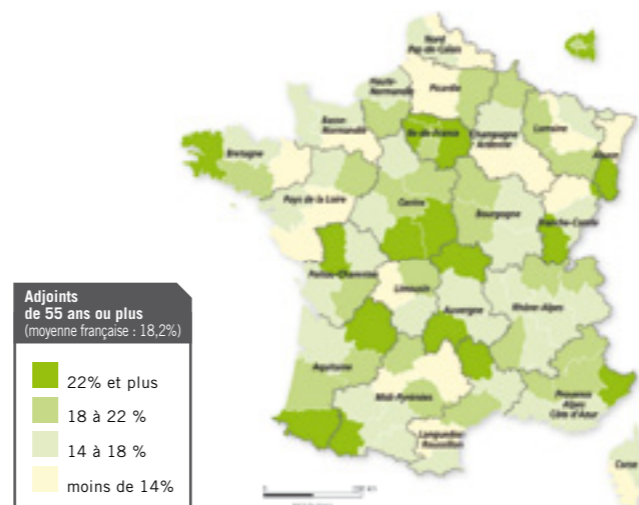 Nord
Pas-de-Calais
Haute-
Normandie
Picardie
Basse-
Normandie
Ile-de-France
Champagne
Ardenne
Lorraine
Alsace
Bretagne
Pays de la Loire
Centre
Bourgogne
Franche-Comté
Poitou-Charentes
Limousin
Auvergne
Rhône-Alpes
Aquitaine
Midi-Pyrénées
Languedoc-
Roussillon
Provence
Alpes
Côte d'Azur
Corse
Adjoints
de 55 ans ou plus
(moyenne française : 18,2%)
22% et plus
18 à 22 %
14 à 18 %
moins de 14%
0